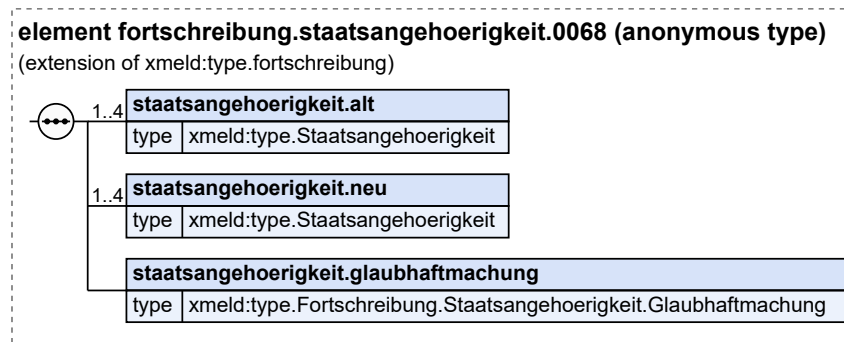 element fortschreibung.staatsangehoerigkeit.0068 (anonymous type)
(extension of xmeld:type.fortschreibung)
1..4 staatsangehoerigkeit.alt
type xmeld:type.Staatsangehoerigkeit
1..4 staatsangehoerigkeit.neu
type xmeld:type.Staatsangehoerigkeit
staatsangehoerigkeit.glaubhaftmachung
type xmeld:type.Fortschreibung.Staatsangehoerigkeit.Glaubhaftmachung